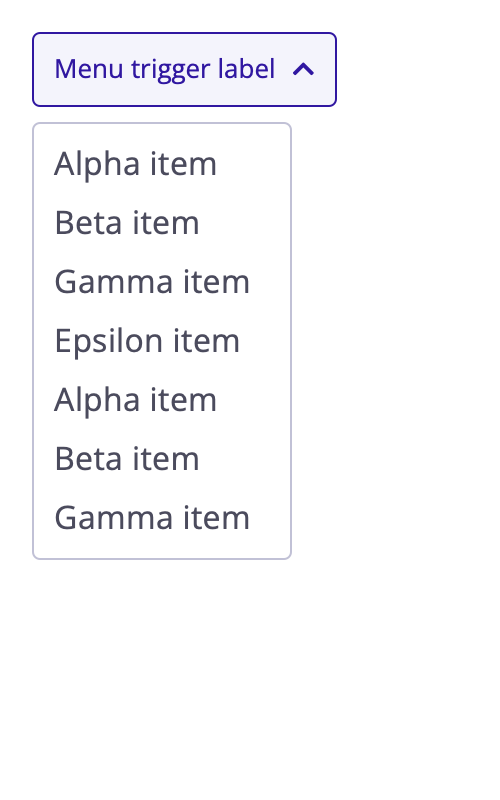 Menu trigger label
Alpha item
Beta item
Gamma item
Epsilon item
Alpha item
Beta item
Gamma item